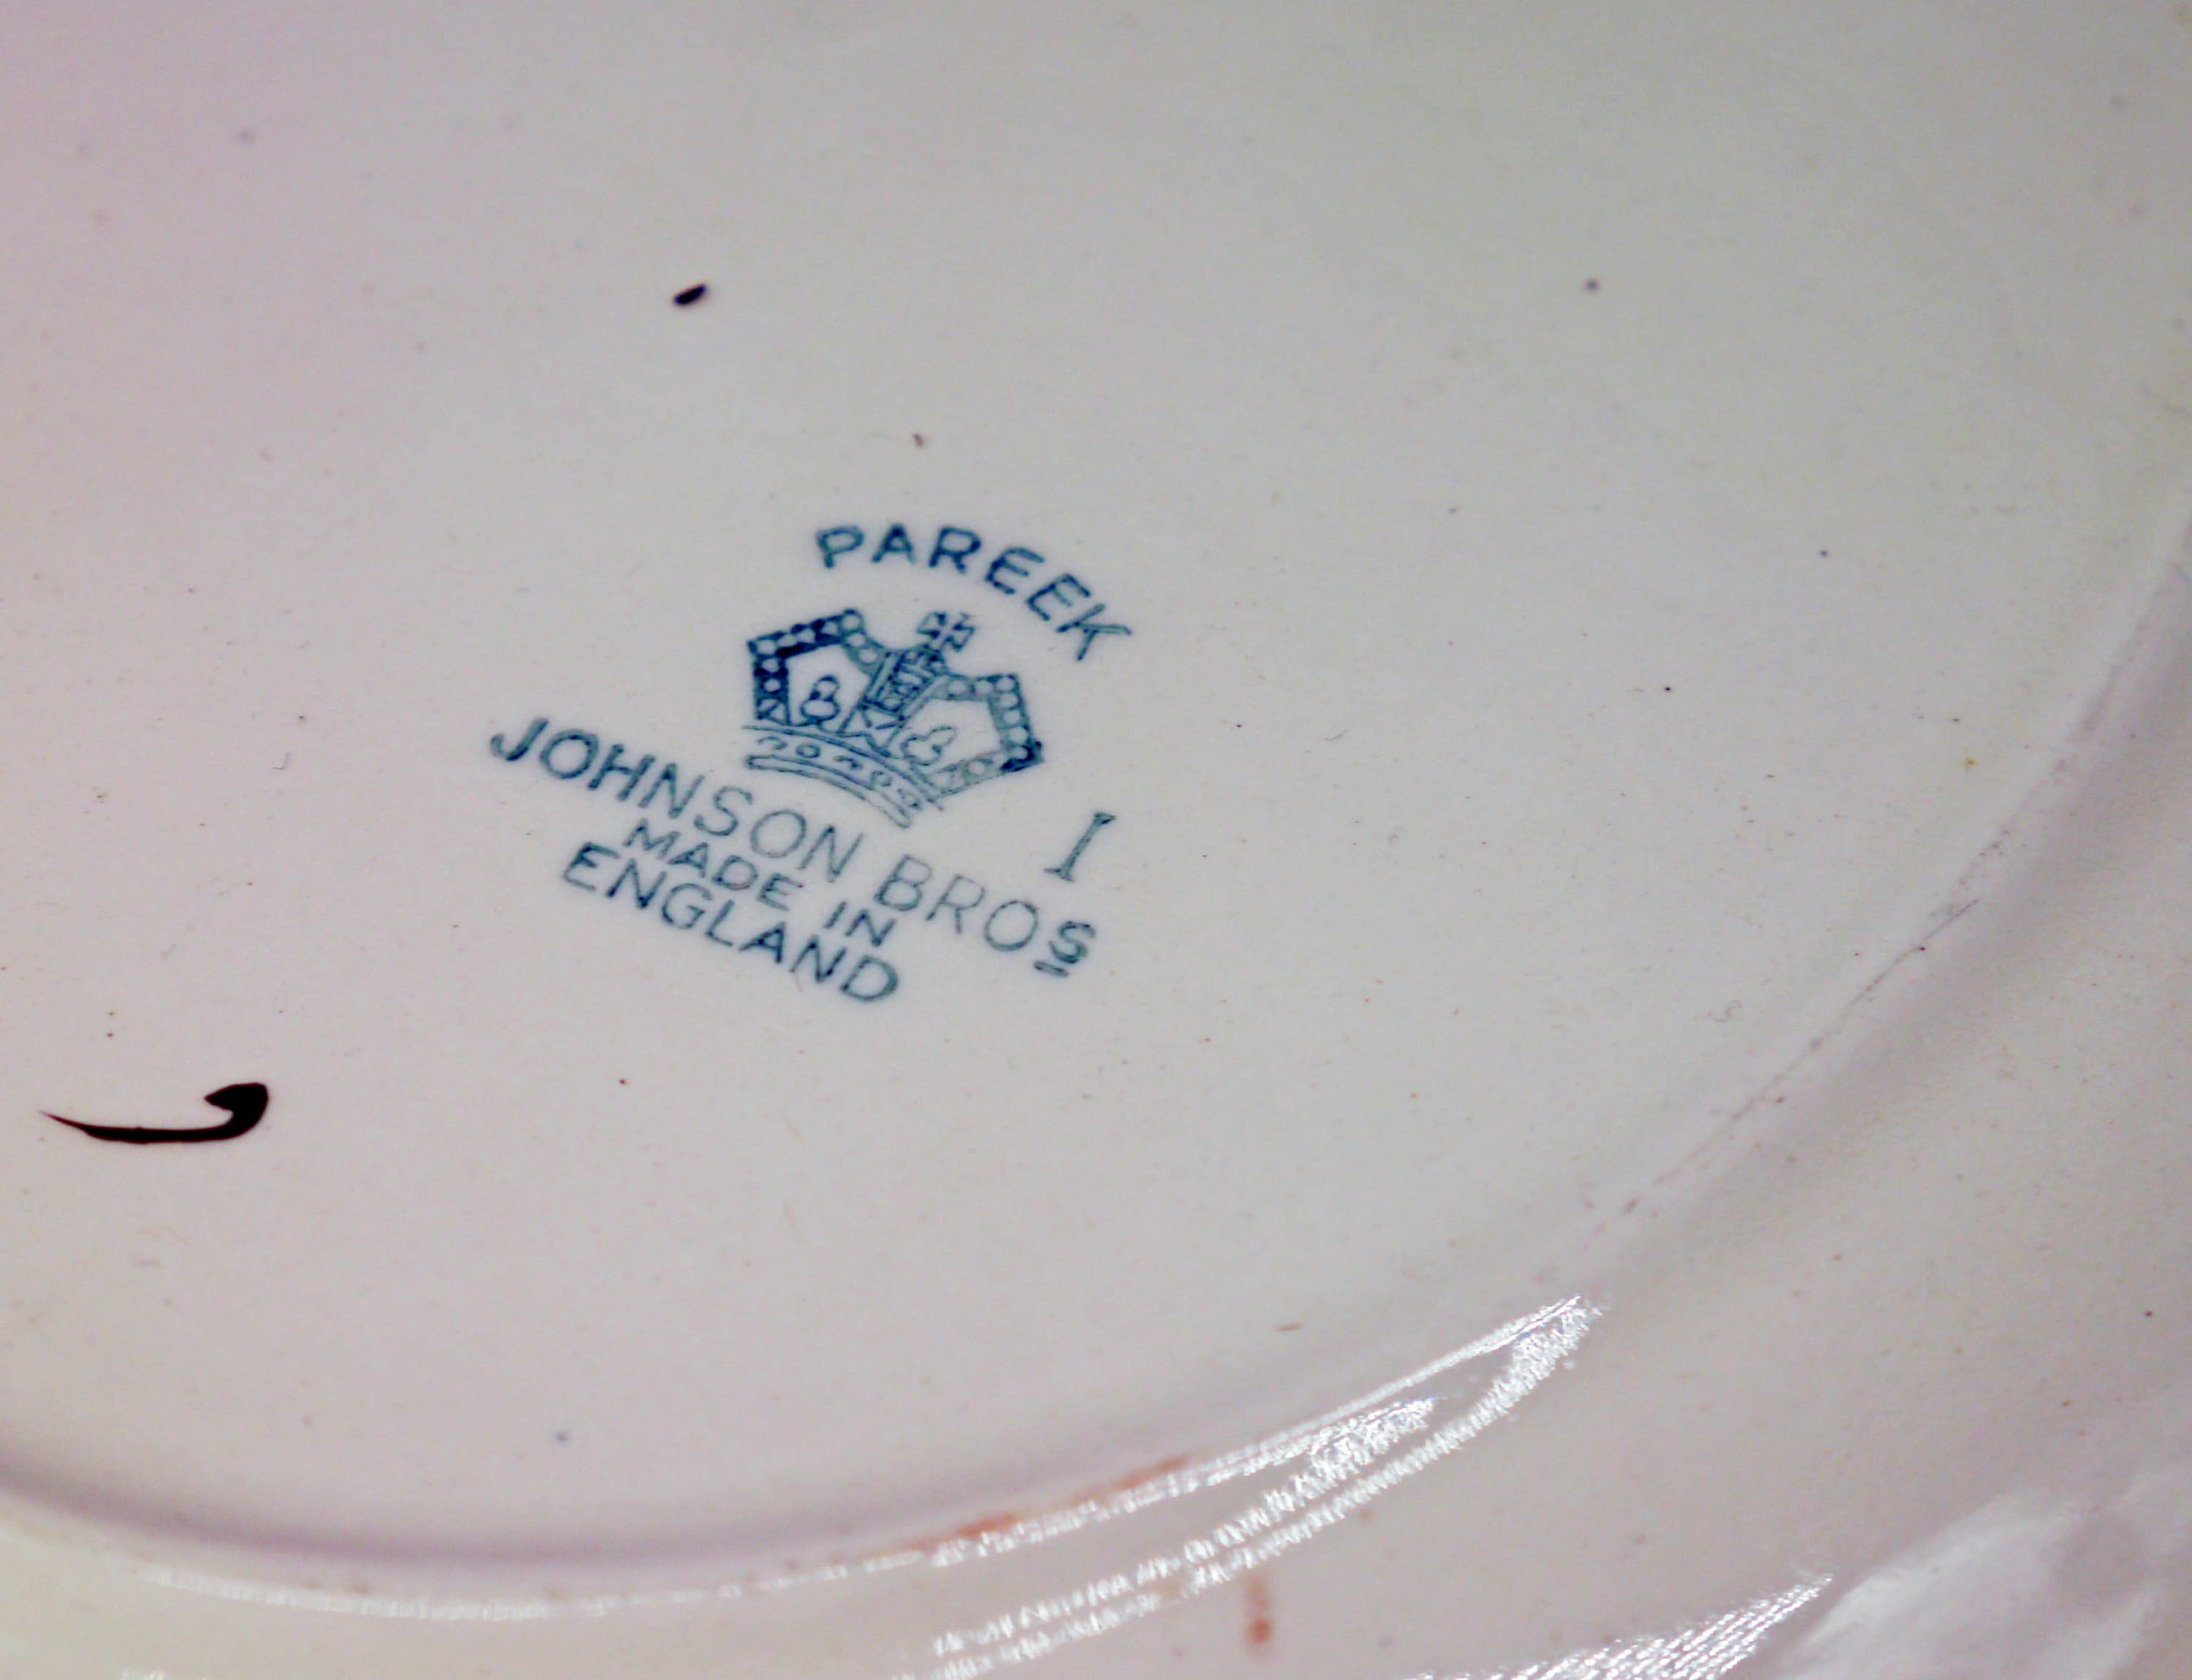 PAREEK
I
JOHNSON BROS
MADE IN
ENGLAND